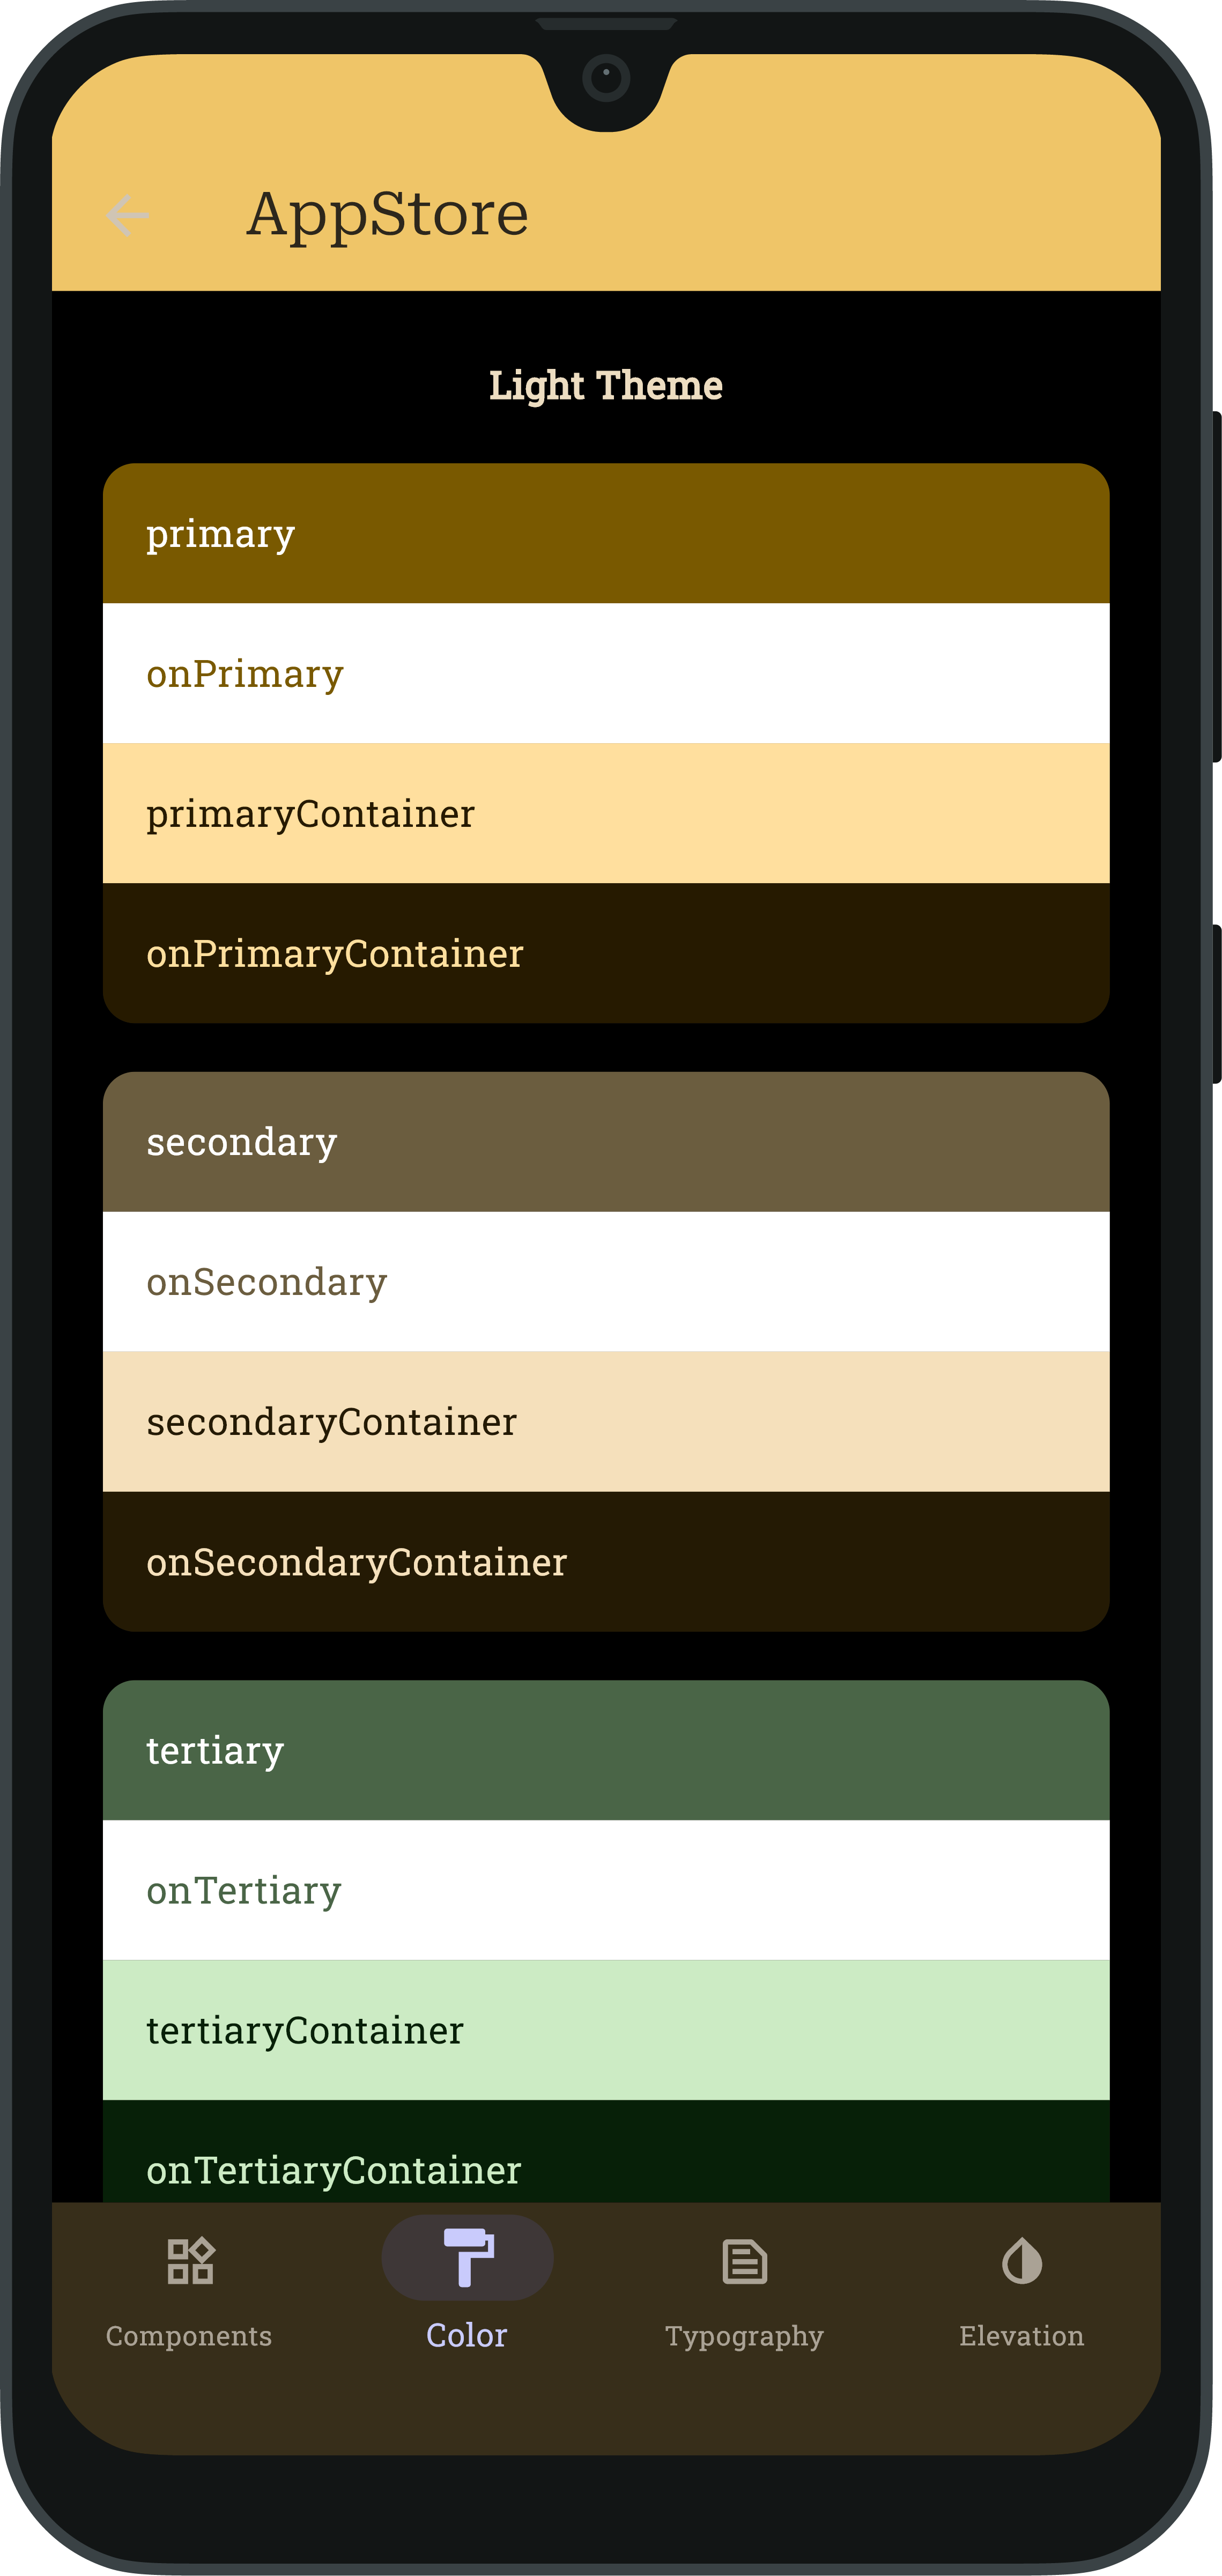 AppStore
Light Theme
primary
onPrimary
primaryContainer
onPrimaryContainer
secondary
onSecondary
secondaryContainer
onSecondaryContainer
tertiary
onTertiary
tertiaryContainer
onTertiaryContainer
Components Color Typography Elevation